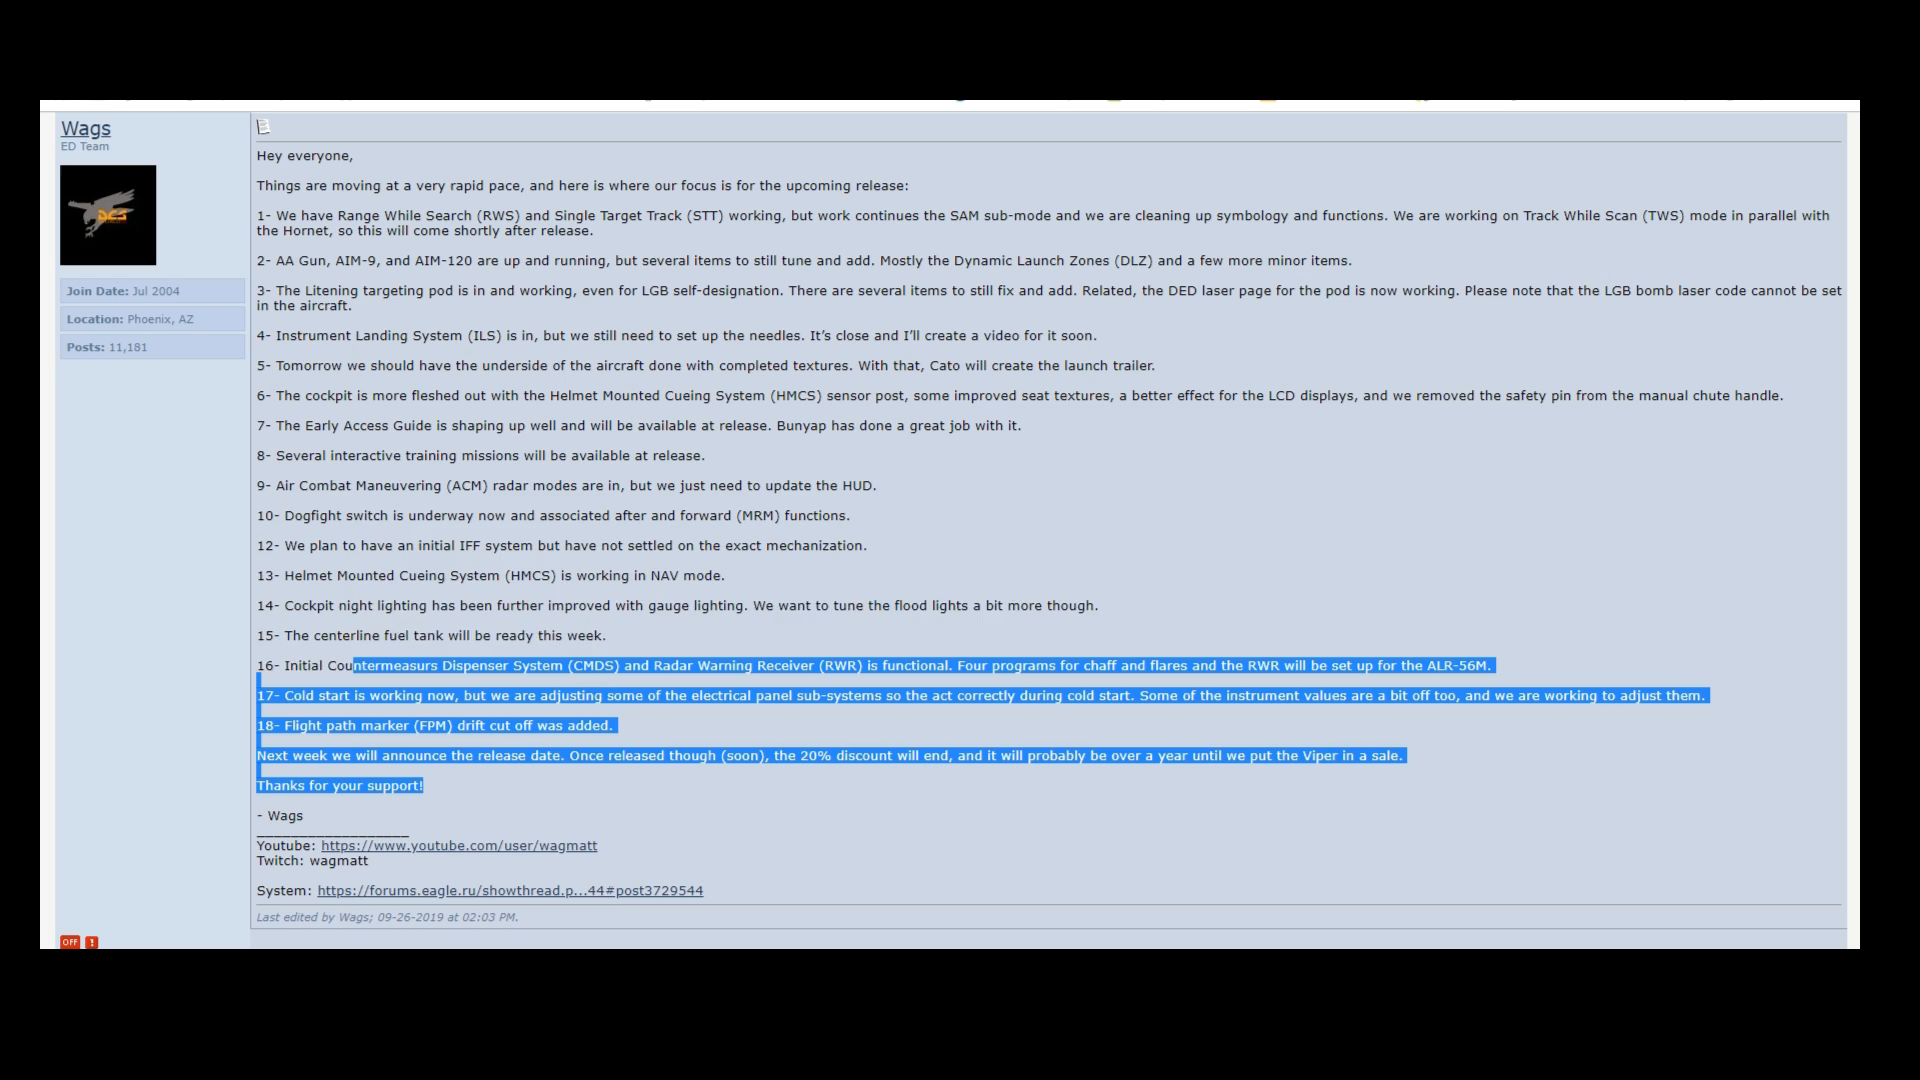 Wags
ED Team
DCS
Join Date: Jul 2004
Location: Phoenix, AZ
Posts: 11,181
Hey everyone,
Things are moving at a very rapid pace, and here is where our focus is for the upcoming release:
1- We have Range While Search (RWS) and Single Target Track (STT) working, but work continues the SAM sub-mode and we are cleaning up symbology and functions. We are working on Track While Scan (TWS) mode in parallel with
the Hornet, so this will come shortly after release.
2- AA Gun, AIM-9, and AIM-120 are up and running, but several items to still tune and add. Mostly the Dynamic Launch Zones (DLZ) and a few more minor items.
3- The Litening targeting pod is in and working, even for LGB self-designation. There are several items to still fix and add. Related, the DED laser page for the pod is now working. Please note that the LGB bomb laser code cannot be set
in the aircraft.
4- Instrument Landing System (ILS) is in, but we still need to set up the needles. It’s close and I’ll create a video for it soon.
5- Tomorrow we should have the underside of the aircraft done with completed textures. With that, Cato will create the launch trailer.
6- The cockpit is more fleshed out with the Helmet Mounted Cueing System (HMCS) sensor post, some improved seat textures, a better effect for the LCD displays, and we removed the safety pin from the manual chute handle.
7- The Early Access Guide is shaping up well and will be available at release. Bunyap has done a great job with it.
8- Several interactive training missions will be available at release.
9- Air Combat Maneuvering (ACM) radar modes are in, but we just need to update the HUD.
10- Dogfight switch is underway now and associated after and forward (MRM) functions.
12- We plan to have an initial IFF system but have not settled on the exact mechanization.
13- Helmet Mounted Cueing System (HMCS) is working in NAV mode.
14- Cockpit night lighting has been further improved with gauge lighting. We want to tune the flood lights a bit more though.
15- The centerline fuel tank will be ready this week.
16- Initial Countermeasurs Dispenser System (CMDS) and Radar Warning Receiver (RWR) is functional. Four programs for chaff and flares and the RWR will be set up for the ALR-56M.
17- Cold start is working now, but we are adjusting some of the electrical panel sub-systems so the act correctly during cold start. Some of the instrument values are a bit off too, and we are working to adjust them.
18- Flight path marker (FPM) drift cut off was added.
Next week we will announce the release date. Once released though (soon), the 20% discount will end, and it will probably be over a year until we put the Viper in a sale.
Thanks for your support!
- Wags
__________________
Youtube: https://www.youtube.com/user/wagmatt
Twitch: wagmatt
System: https://forums.eagle.ru/showthread.p...44#post3729544
Last edited by Wags; 09-26-2019 at 02:03 PM.
OFF !